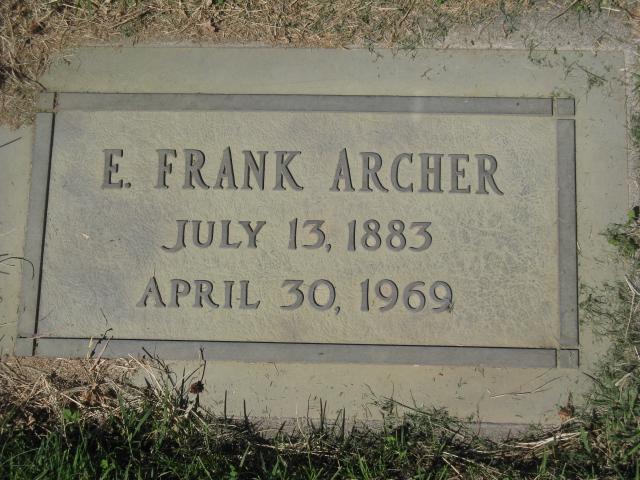 E. FRANK ARCHER
JULY 13, 1883
APRIL 30, 1969